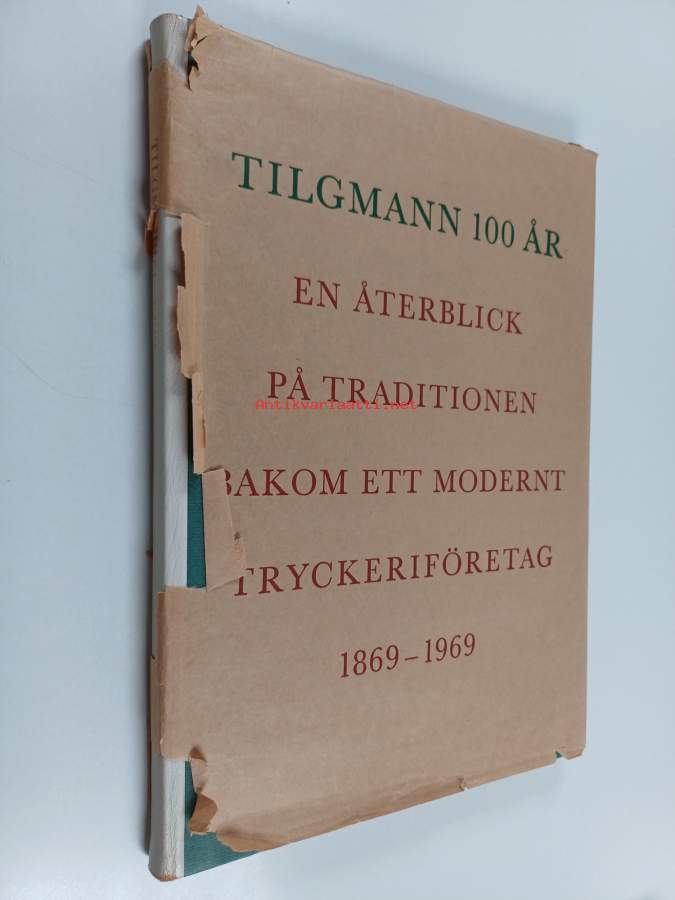 TILGMANN 100 ÅR
EN ÅTERBLICK
PÅ TRADITIONEN
Antikvariaatti.net
BAKOM ETT MODERNT
TRYCKERIFÖRETAG
1869–1969